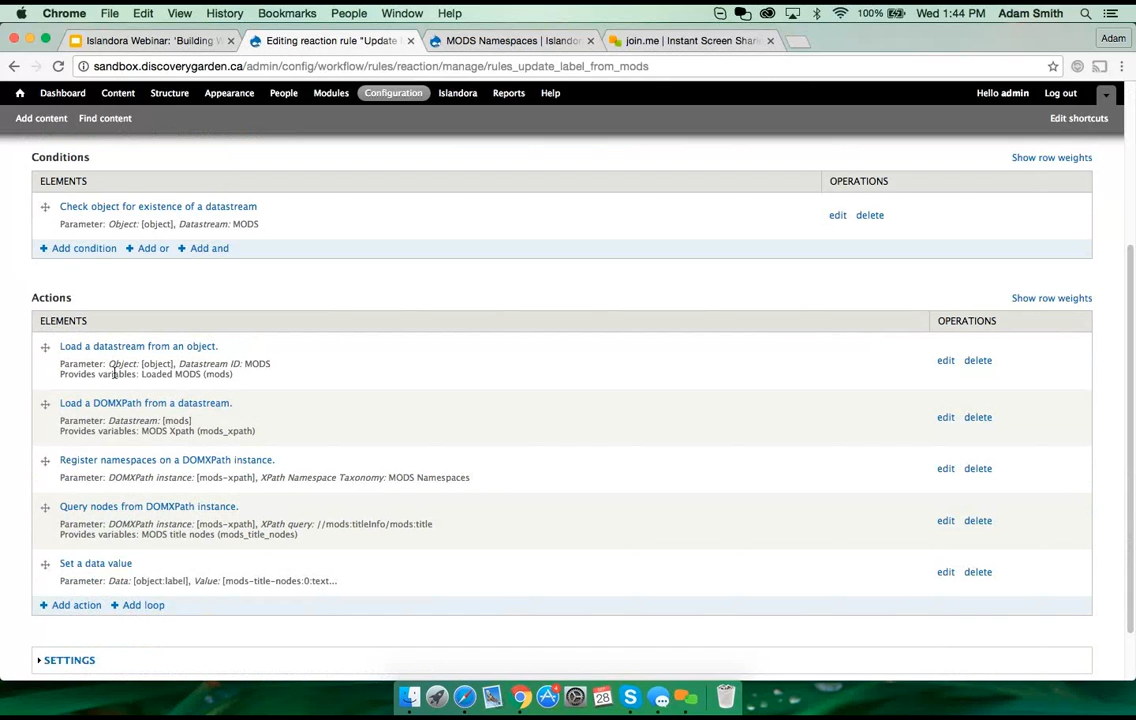 Chrome File Edit View History Bookmarks People Window Help 100% Wed 1:44 PM Adam Smith
Islandora Webinar: 'Building W Editing reaction rule "Update MODS Namespaces | Islandor join.me | Instant Screen Shari Adam
sandbox.discoverygarden.ca/admin/config/workflow/rules/reaction/manage/rules_update_label_from_mods
Dashboard Content Structure Appearance People Modules Configuration Islandora Reports Help Hello admin Log out
Add content Find content Edit shortcuts
Conditions Show row weights
ELEMENTS OPERATIONS
Check object for existence of a datastream
Parameter: Object: [object], Datastream: MODS
edit delete
+ Add condition + Add or + Add and
Actions Show row weights
ELEMENTS OPERATIONS
Load a datastream from an object.
Parameter: Object: [object], Datastream ID: MODS
Provides variables: Loaded MODS (mods)
edit delete
Load a DOMXPath from a datastream.
Parameter: Datastream: [mods]
Provides variables: MODS Xpath (mods_xpath)
edit delete
Register namespaces on a DOMXPath instance.
Parameter: DOMXPath instance: [mods-xpath], XPath Namespace Taxonomy: MODS Namespaces
edit delete
Query nodes from DOMXPath instance.
Parameter: DOMXPath instance: [mods-xpath], XPath query: //mods:titleInfo/mods:title
Provides variables: MODS title nodes (mods_title_nodes)
edit delete
Set a data value
Parameter: Data: [object:label], Value: [mods-title-nodes:0:text...
edit delete
+ Add action + Add loop
SETTINGS
28